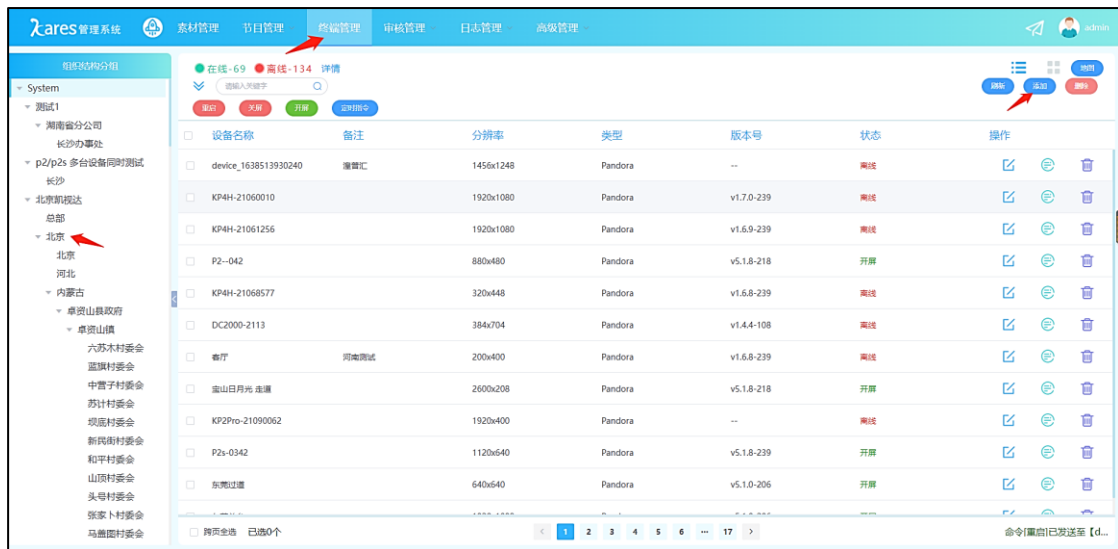 kares管理系统 素材管理 节目管理 终端管理 审核管理 日志管理 高级管理 admin
组织结构分组
System
测试1
湖南省分公司
长沙办事处
p2/p2s 多台设备同时测试
长沙
北京凯视达
总部
北京
北京
河北
内蒙古
卓资山县政府
卓资山镇
六苏木村委会
蓝旗村委会
中营子村委会
苏计村委会
坝底村委会
新民街村委会
和平村委会
山顶村委会
头号村委会
张家卜村委会
马盖图村委会
在线-69 离线-134 详情 地图
请输入关键字 刷新 添加 删除
重启 关屏 开屏 定时指令
设备名称 备注 分辨率 类型 版本号 状态 操作
device_1638513930240 潼普汇 1456x1248 Pandora -- 离线
KP4H-21060010 1920x1080 Pandora v1.7.0-239 离线
KP4H-21061256 1920x1080 Pandora v1.6.9-239 离线
P2--042 880x480 Pandora v5.1.8-218 开屏
KP4H-21068577 320x448 Pandora v1.6.8-239 离线
DC2000-2113 384x704 Pandora v1.4.4-108 离线
春厅 河南测试 200x400 Pandora v1.6.8-239 离线
宝山日月光 走道 2600x208 Pandora v5.1.8-218 开屏
KP2Pro-21090062 1920x400 Pandora -- 离线
P2s-0342 1120x640 Pandora v5.1.8-239 开屏
东莞过道 640x640 Pandora v5.1.0-206 开屏
跨页全选 已选0个 < 1 2 3 4 5 6 ... 17 > 命令[重启]已发送至【d...